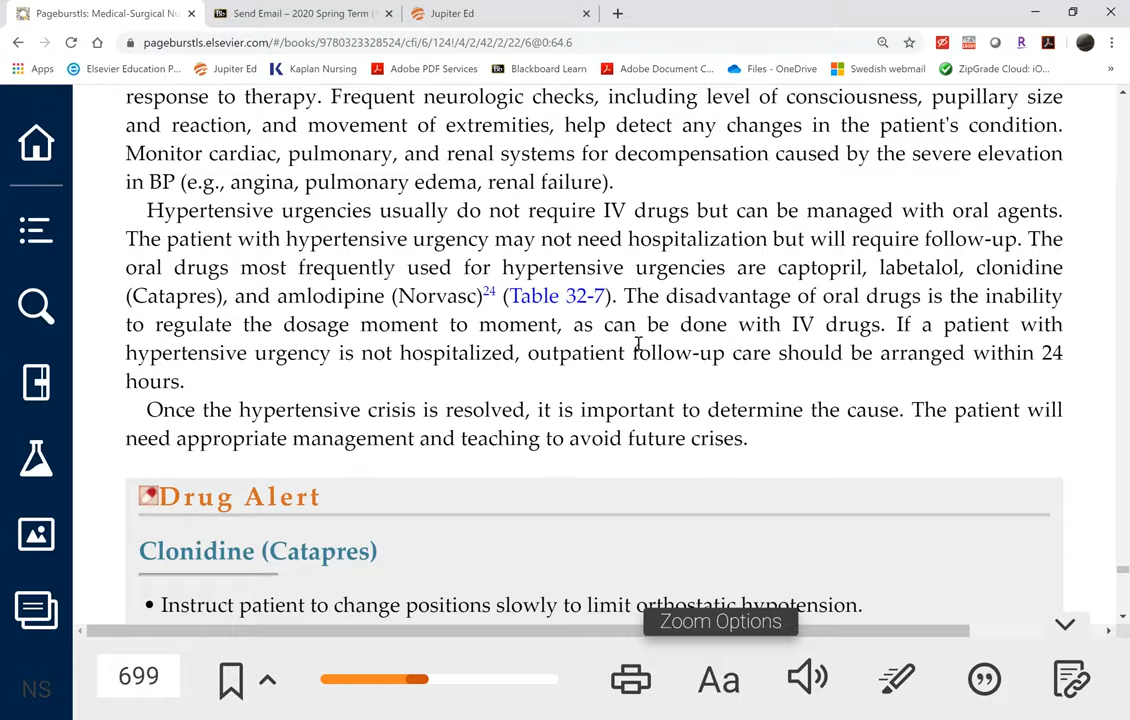 Pageburstls: Medical-Surgical Nu
Send Email – 2020 Spring Term (
Jupiter Ed
pageburstls.elsevier.com/#/books/9780323328524/cfi/6/124!/4/2/42/2/22/6@0:64.6
Apps
Elsevier Education P...
Jupiter Ed
Kaplan Nursing
Adobe PDF Services
Blackboard Learn
Adobe Document C...
Files - OneDrive
Swedish webmail
ZipGrade Cloud: iO...
»
response to therapy. Frequent neurologic checks, including level of consciousness, pupillary size
and reaction, and movement of extremities, help detect any changes in the patient's condition.
Monitor cardiac, pulmonary, and renal systems for decompensation caused by the severe elevation
in BP (e.g., angina, pulmonary edema, renal failure).
Hypertensive urgencies usually do not require IV drugs but can be managed with oral agents.
The patient with hypertensive urgency may not need hospitalization but will require follow-up. The
oral drugs most frequently used for hypertensive urgencies are captopril, labetalol, clonidine
(Catapres), and amlodipine (Norvasc)24 (Table 32-7). The disadvantage of oral drugs is the inability
to regulate the dosage moment to moment, as can be done with IV drugs. If a patient with
hypertensive urgency is not hospitalized, outpatient follow-up care should be arranged within 24
hours.
Once the hypertensive crisis is resolved, it is important to determine the cause. The patient will
need appropriate management and teaching to avoid future crises.
Drug Alert
Clonidine (Catapres)
• Instruct patient to change positions slowly to limit orthostatic hypotension.
Zoom Options
699
Aa
NS